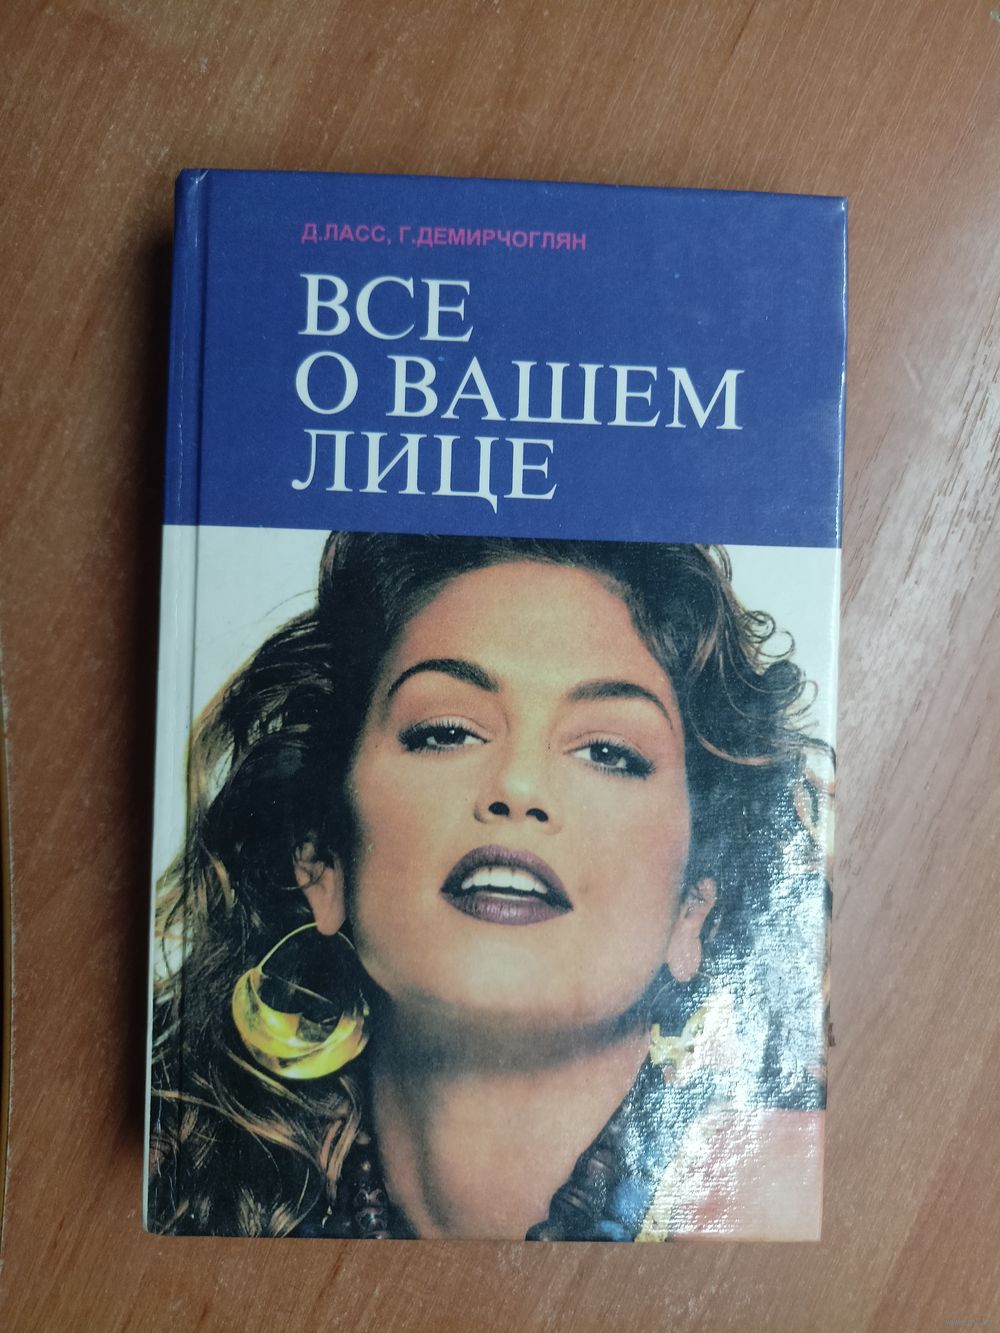 Д.ЛАСС, Г.ДЕМИРЧОГЛЯН
ВСЕ
О ВАШЕМ
ЛИЦЕ